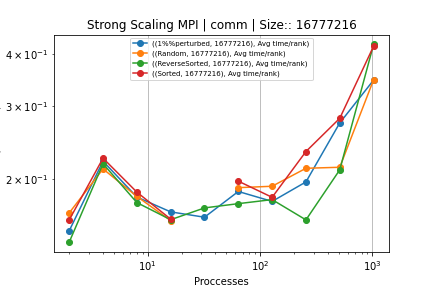 Strong Scaling MPI | comm | Size:: 16777216
((1%%perturbed, 16777216), Avg time/rank)
((Random, 16777216), Avg time/rank)
((ReverseSorted, 16777216), Avg time/rank)
((Sorted, 16777216), Avg time/rank)
4 × 10⁻¹
3 × 10⁻¹
2 × 10⁻¹
10¹ 10² 10³
Proccesses